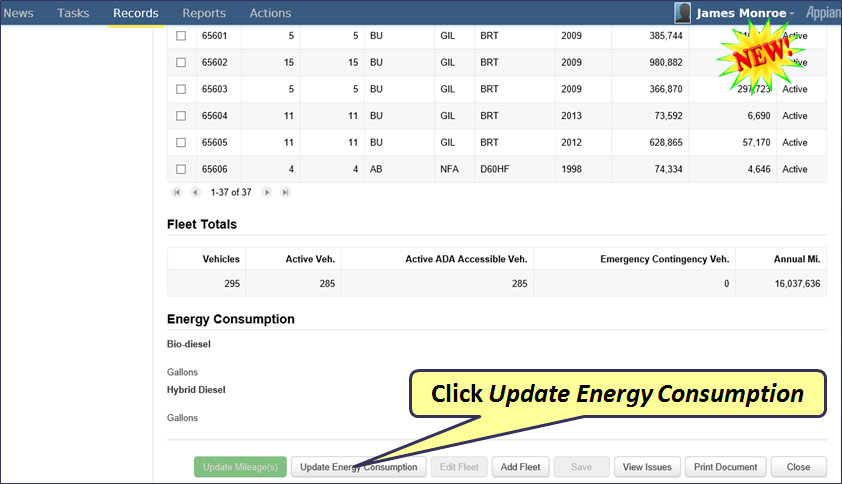 News Tasks Records Reports Actions James Monroe Appian
65601 5 5 BU GIL BRT 2009 385,744 Active
NEW!
65602 15 15 BU GIL BRT 2009 980,882 Active
65603 5 5 BU GIL BRT 2009 366,870 297,723 Active
65604 11 11 BU GIL BRT 2013 73,592 6,690 Active
65605 11 11 BU GIL BRT 2012 628,865 57,170 Active
65606 4 4 AB NFA D60HF 1998 74,334 4,646 Active
1-37 of 37
Fleet Totals
Vehicles Active Veh. Active ADA Accessible Veh. Emergency Contingency Veh. Annual Mi.
295 285 285 0 16,037,636
Energy Consumption
Bio-diesel
Gallons
Hybrid Diesel
Gallons
Click Update Energy Consumption
Update Mileage(s) Update Energy Consumption Edit Fleet Add Fleet Save View Issues Print Document Close